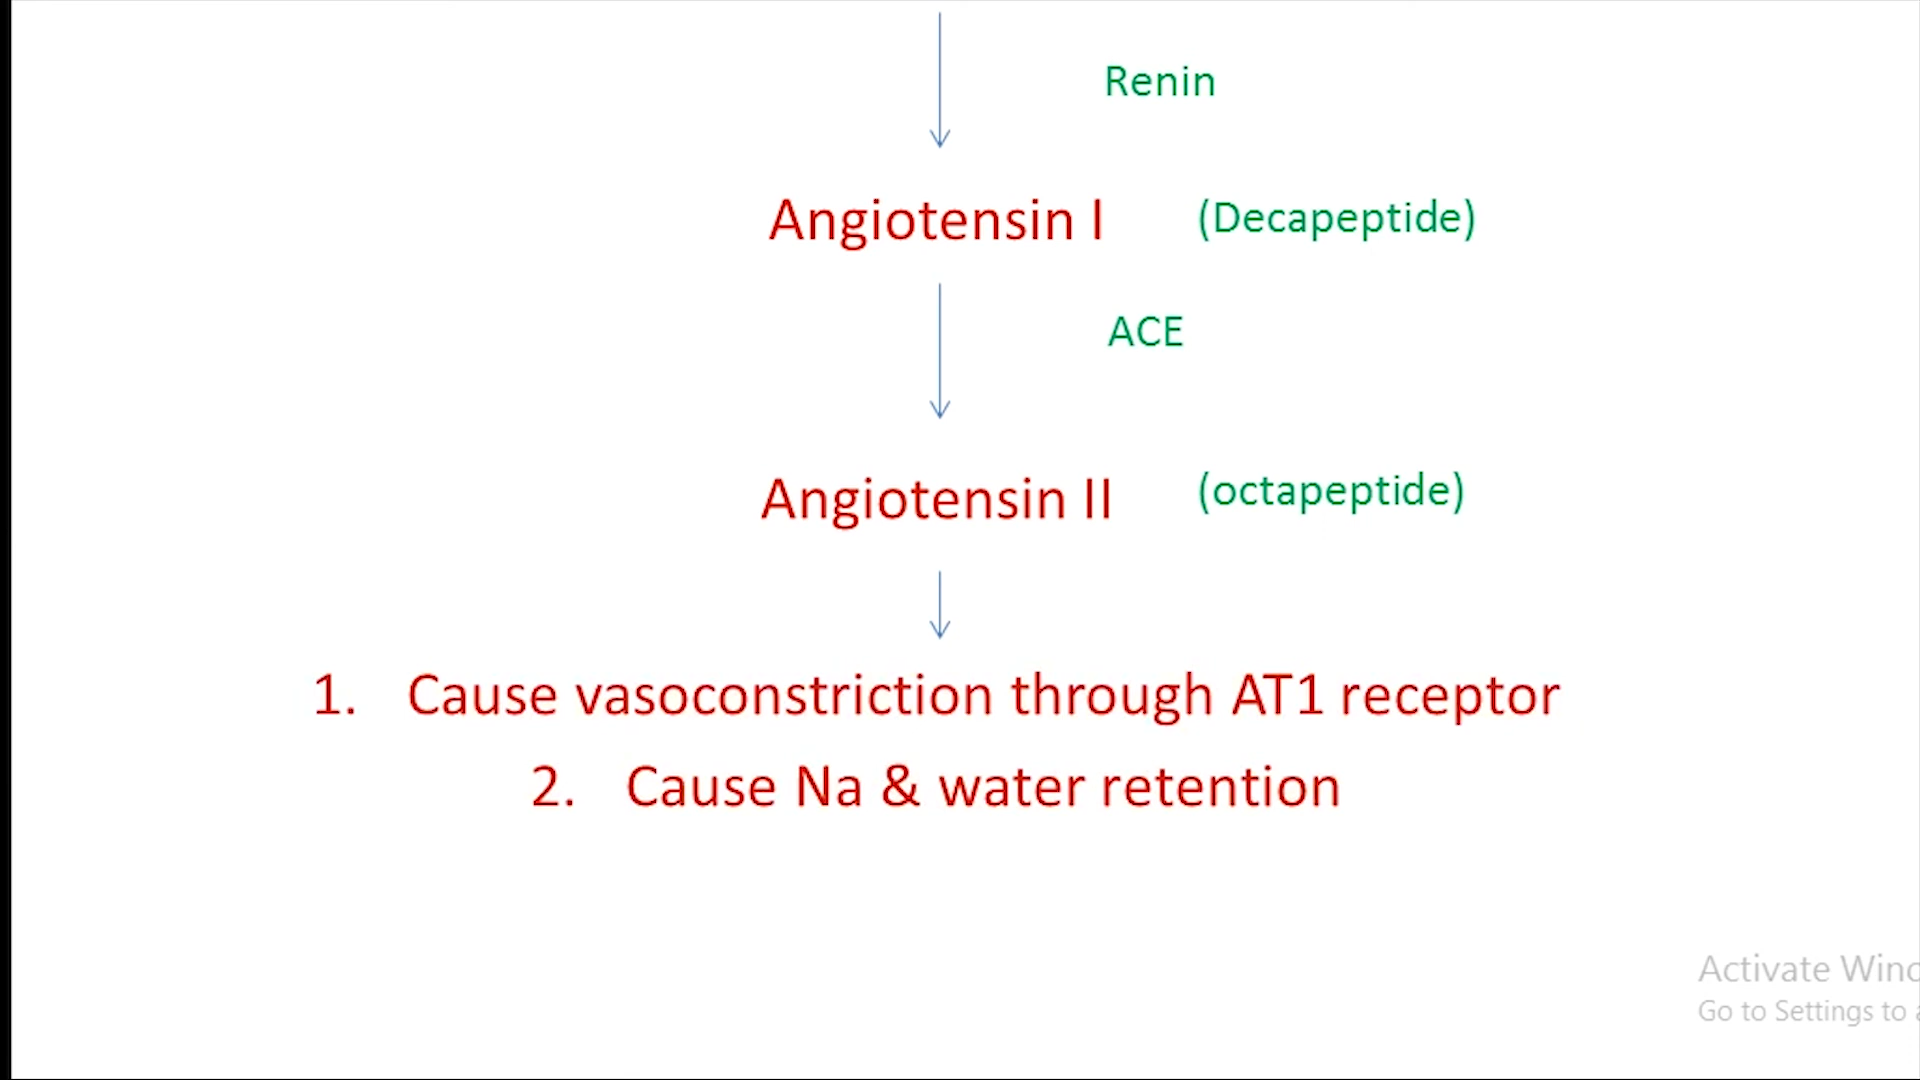 Renin
Angiotensin I (Decapeptide)
ACE
Angiotensin II (octapeptide)
1. Cause vasoconstriction through AT1 receptor
2. Cause Na & water retention
Activate Wind
Go to Settings to a